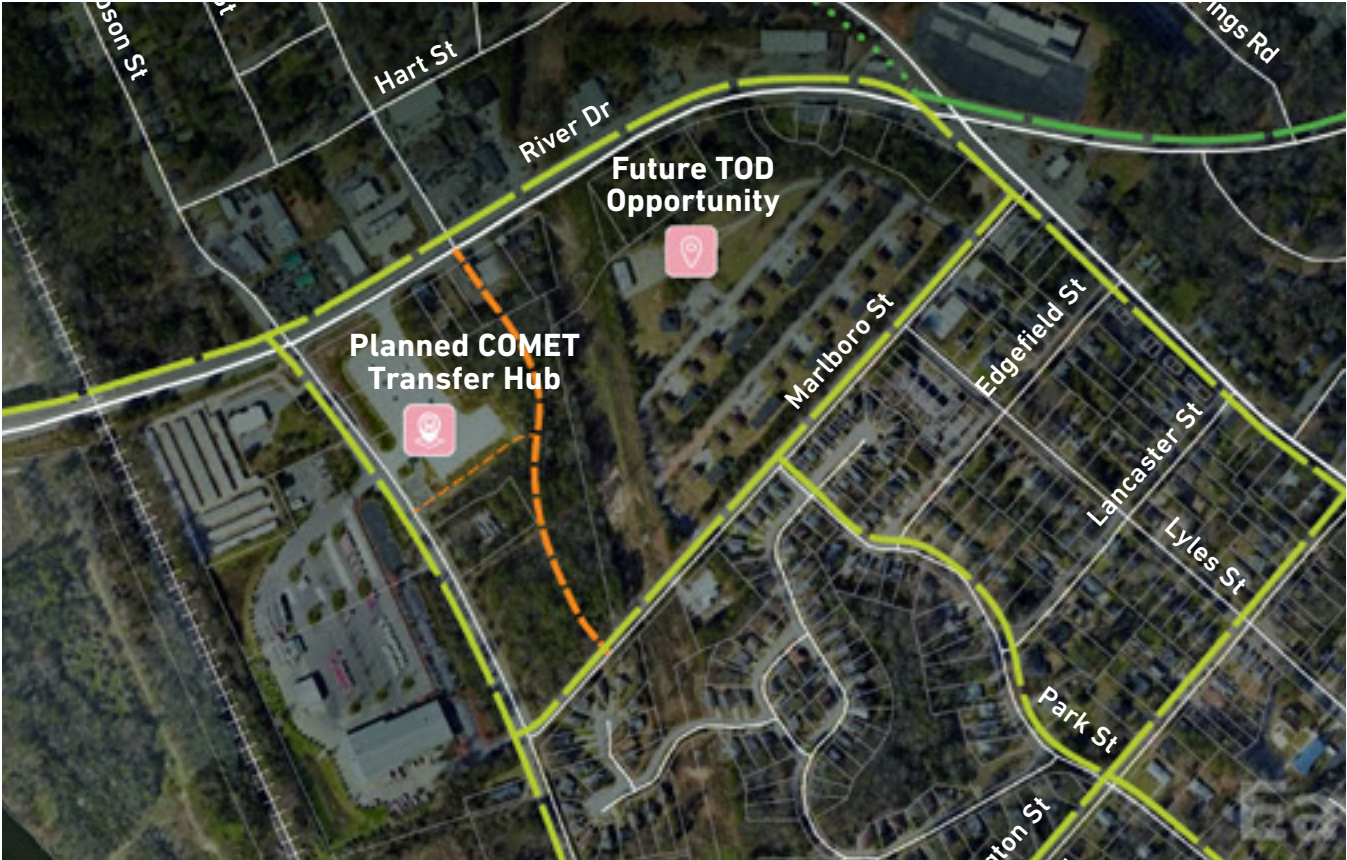 Hart St
River Dr
Future TOD
Opportunity
Planned COMET
Transfer Hub
Marlboro St
Edgefield St
Lancaster St
Lyles St
Park St